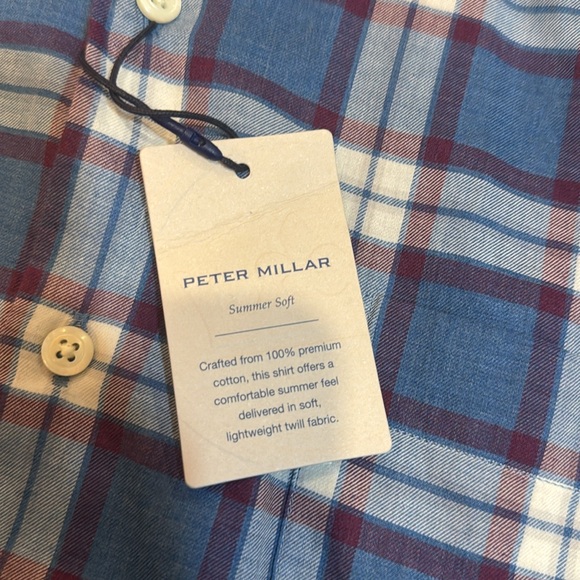 PETER MILLAR
Summer Soft
Crafted from 100% premium
cotton, this shirt offers a
comfortable summer feel
delivered in soft,
lightweight twill fabric.